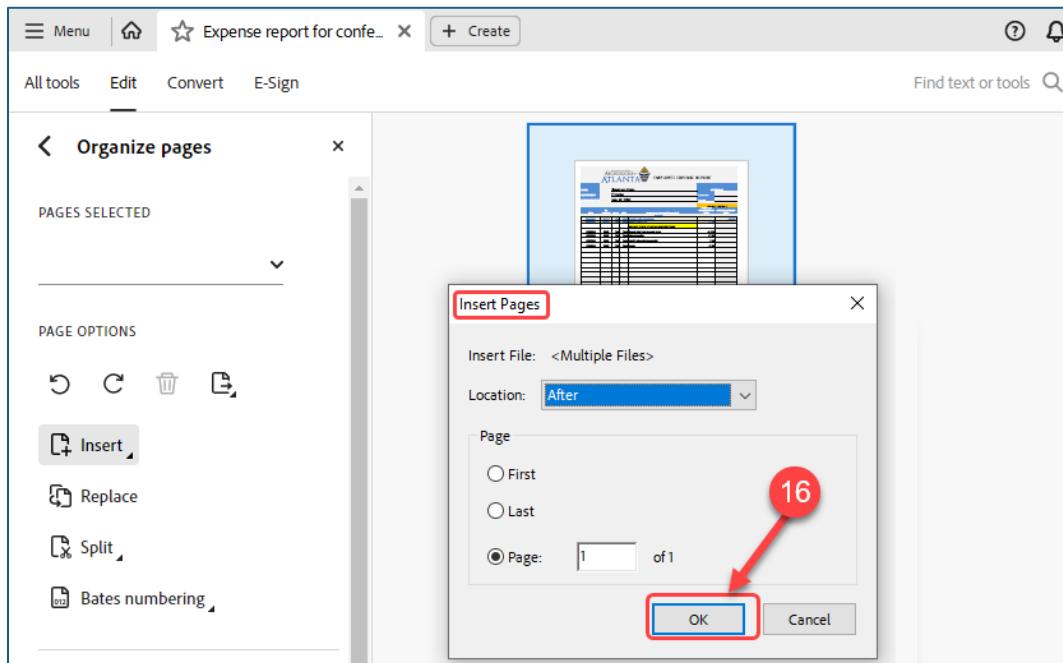 Menu
Expense report for confe...
+ Create
All tools
Edit
Convert
E-Sign
Find text or tools
Organize pages
PAGES SELECTED
PAGE OPTIONS
Insert
Replace
Split
Bates numbering
ATLANTA
Insert Pages
Insert File: <Multiple Files>
Location: After
Page
First
Last
Page: 1 of 1
16
OK
Cancel